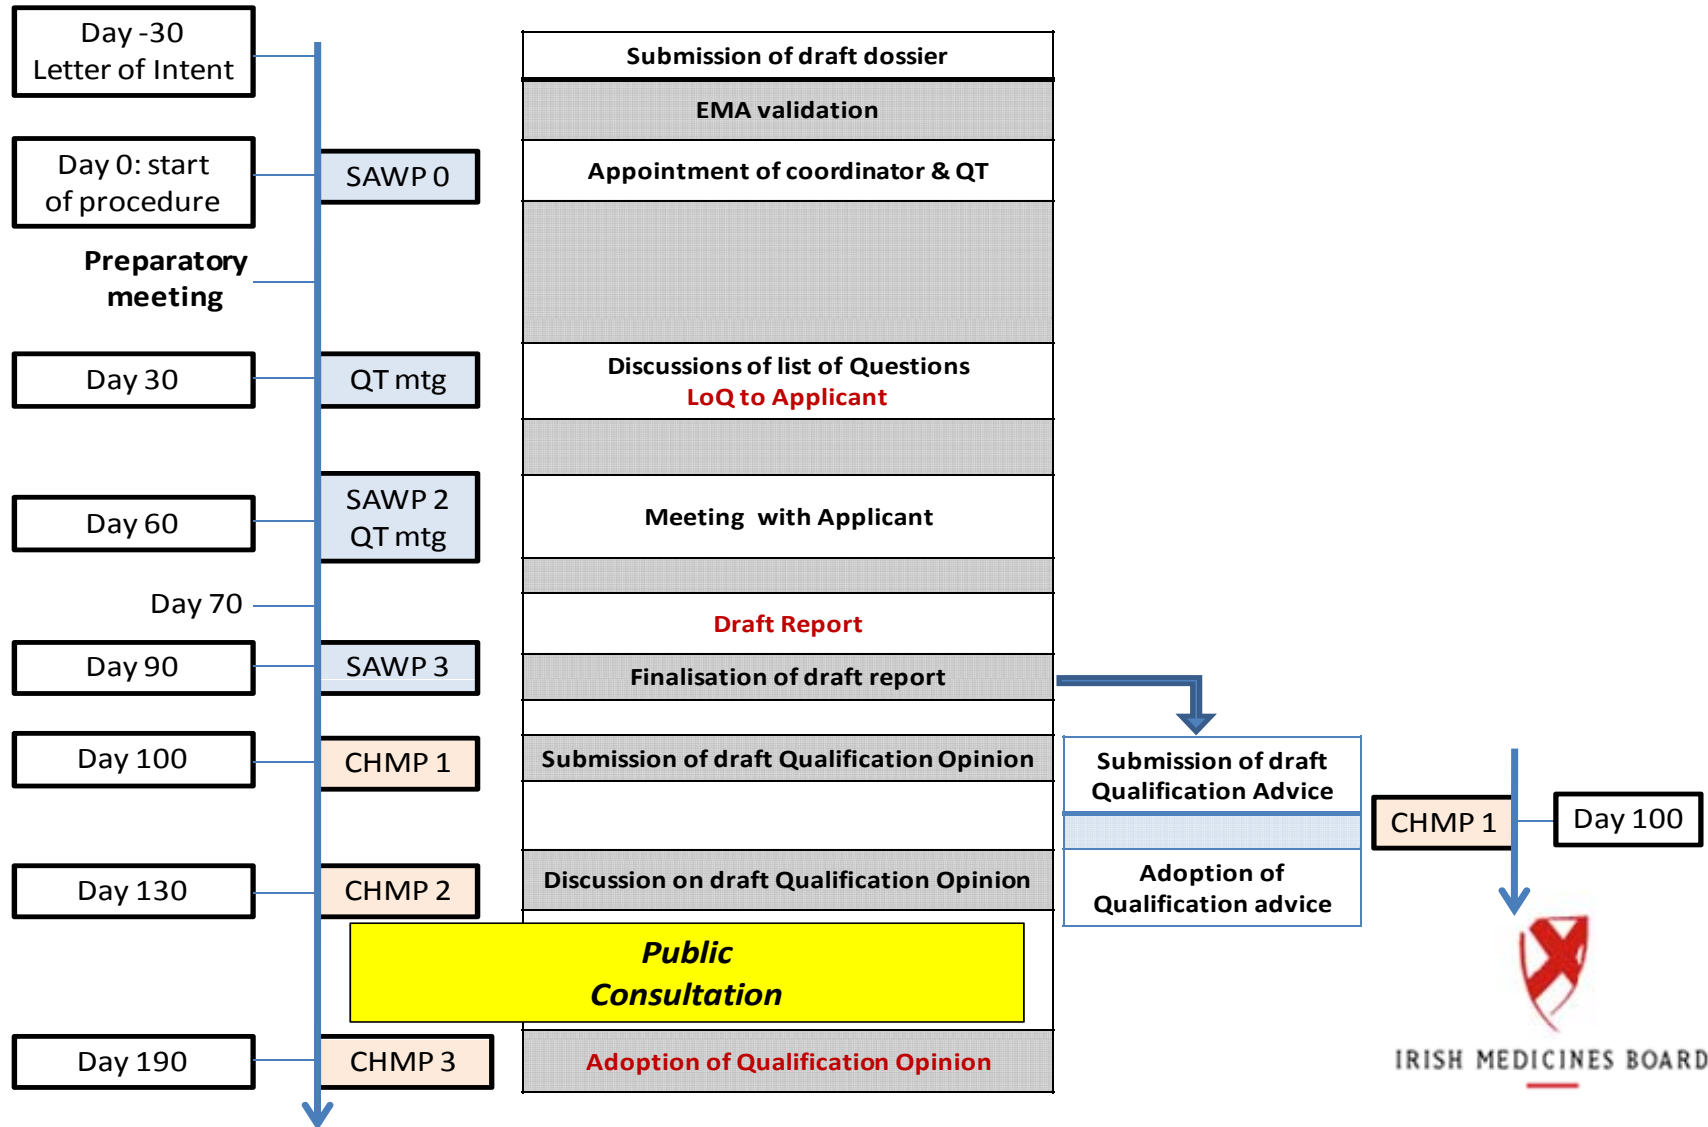 Day -30
Letter of Intent
Submission of draft dossier
EMA validation
Day 0: start
of procedure
SAWP 0
Appointment of coordinator & QT
Preparatory
meeting
Day 30
QT mtg
Discussions of list of Questions
LoQ to Applicant
Day 60
SAWP 2
QT mtg
Meeting with Applicant
Day 70
Draft Report
Day 90
SAWP 3
Finalisation of draft report
Day 100
CHMP 1
Submission of draft Qualification Opinion
Submission of draft
Qualification Advice
CHMP 1
Day 100
Day 130
CHMP 2
Discussion on draft Qualification Opinion
Adoption of
Qualification advice
Public
Consultation
Day 190
CHMP 3
Adoption of Qualification Opinion
IRISH MEDICINES BOARD